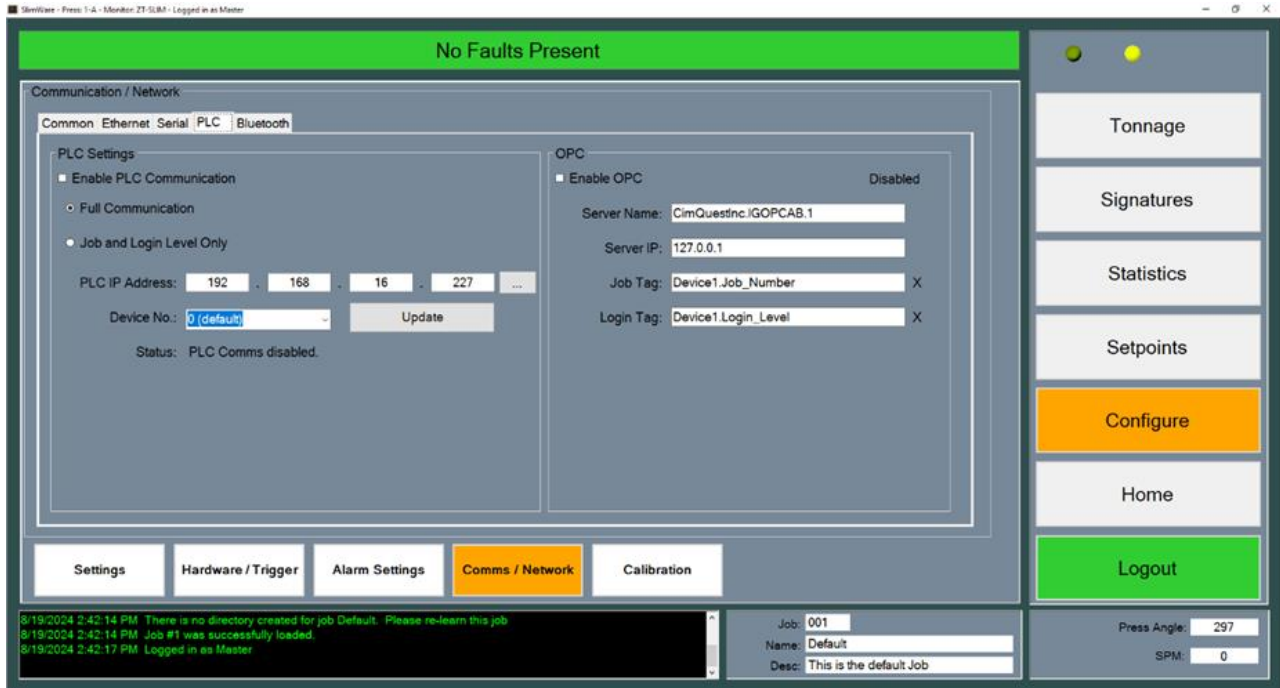 SlimWare - Press: 1-A - Monitor: ZT-SLIM - Logged in as Master
No Faults Present
Communication / Network
Common Ethernet Serial PLC Bluetooth
PLC Settings
Enable PLC Communication
Full Communication
Job and Login Level Only
PLC IP Address: 192 . 168 . 16 . 227 ...
Device No.: 0 (default) Update
Status: PLC Comms disabled.
OPC
Enable OPC Disabled
Server Name: CimQuestInc.IGOPCAB.1
Server IP: 127.0.0.1
Job Tag: Device1.Job_Number X
Login Tag: Device1.Login_Level X
Settings Hardware / Trigger Alarm Settings Comms / Network Calibration
Tonnage
Signatures
Statistics
Setpoints
Configure
Home
Logout
8/19/2024 2:42:14 PM There is no directory created for job Default. Please re-learn this job
8/19/2024 2:42:14 PM Job #1 was successfully loaded.
8/19/2024 2:42:17 PM Logged in as Master
Job: 001
Name: Default
Desc: This is the default Job
Press Angle: 297
SPM: 0